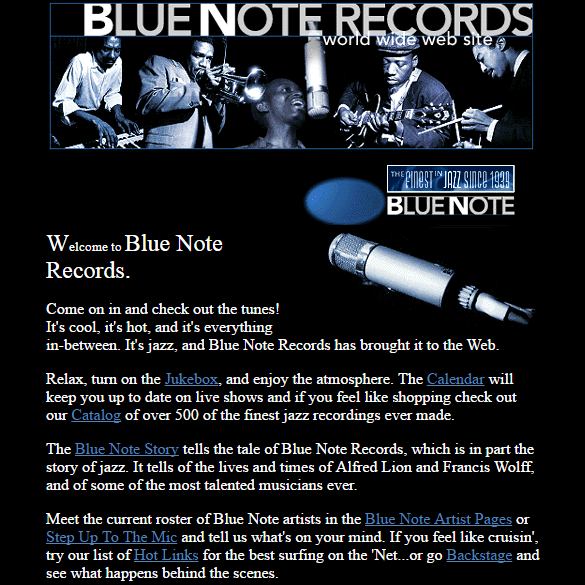 BLUE NOTE RECORDS
world wide web site
THE FINEST IN JAZZ SINCE 1939
BLUE NOTE
Welcome to Blue Note
Records.
Come on in and check out the tunes!
It's cool, it's hot, and it's everything
in-between. It's jazz, and Blue Note Records has brought it to the Web.
Relax, turn on the Jukebox, and enjoy the atmosphere. The Calendar will
keep you up to date on live shows and if you feel like shopping check out
our Catalog of over 500 of the finest jazz recordings ever made.
The Blue Note Story tells the tale of Blue Note Records, which is in part the
story of jazz. It tells of the lives and times of Alfred Lion and Francis Wolff,
and of some of the most talented musicians ever.
Meet the current roster of Blue Note artists in the Blue Note Artist Pages or
Step Up To The Mic and tell us what's on your mind. If you feel like cruisin',
try our list of Hot Links for the best surfing on the 'Net...or go Backstage and
see what happens behind the scenes.